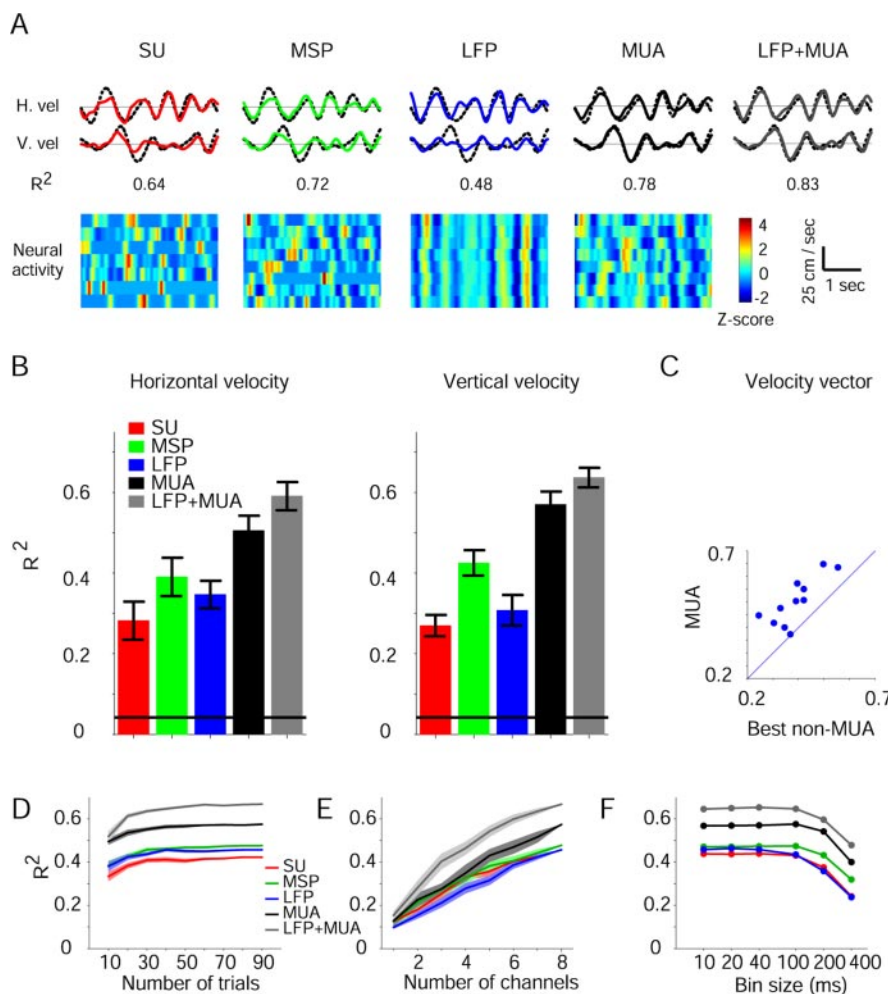 A
SU MSP LFP MUA LFP+MUA
H. vel
V. vel
R2 0.64 0.72 0.48 0.78 0.83
Neural activity
4
2
0
-2
Z-score
25 cm / sec
1 sec
B
Horizontal velocity
SU
MSP
LFP
MUA
LFP+MUA
R2
0.6
0.4
0.2
0
Vertical velocity
0.6
0.4
0.2
0
C
Velocity vector
MUA
0.7
0.2
0.2 0.7
Best non-MUA
D
R2
0.6
0.4
0.2
0
10 30 50 70 90
Number of trials
SU
MSP
LFP
MUA
LFP+MUA
E
0.6
0.4
0.2
0
2 4 6 8
Number of channels
F
0.6
0.4
0.2
0
10 20 40 100 200 400
Bin size (ms)